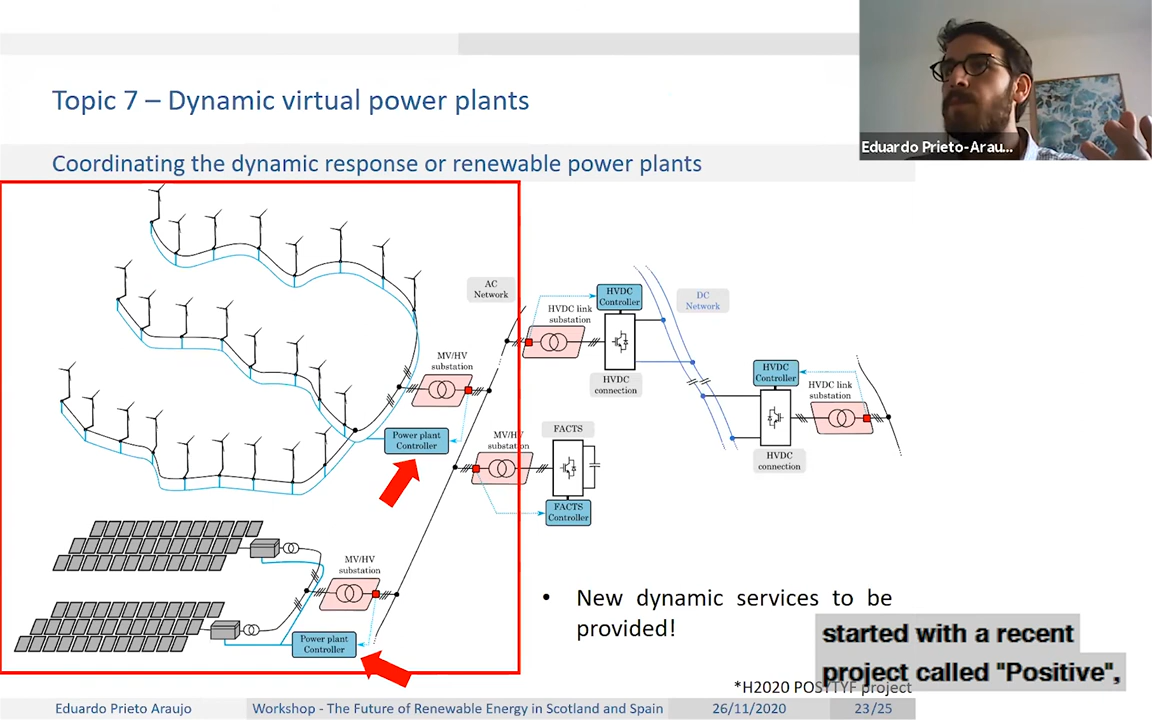 Topic 7 – Dynamic virtual power plants
Eduardo Prieto-Arau...
Coordinating the dynamic response or renewable power plants
AC
Network
HVDC
Controller
DC
Network
HVDC link
substation
MV/HV
substation
HVDC
connection
HVDC
Controller
HVDC link
substation
Power plant
Controller
MV/HV
substation
FACTS
HVDC
connection
FACTS
Controller
MV/HV
substation
Power plant
Controller
• New dynamic services to be
provided!
started with a recent
project called "Positive",
*H2020 POSYTYF project
Eduardo Prieto Araujo
Workshop - The Future of Renewable Energy in Scotland and Spain
26/11/2020
23/25